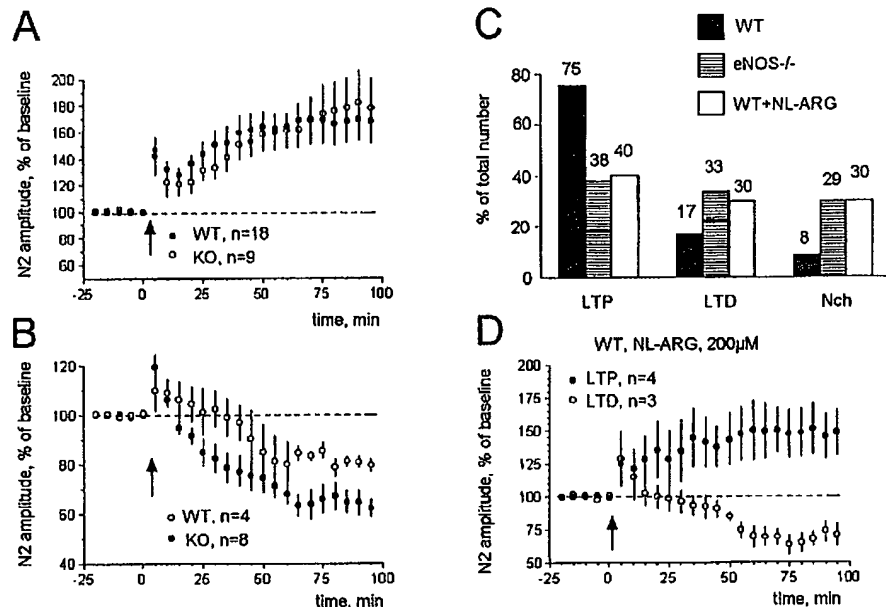 A
N2 amplitude, % of baseline
200
180
160
140
120
100
80
60
WT, n=18
KO, n=9
-25 0 25 50 75 100
time, min
B
N2 amplitude, % of baseline
120
100
80
60
40
WT, n=4
KO, n=8
-25 0 25 50 75 100
time, min
C
WT
eNOS-/-
WT+NL-ARG
% of total number
80
60
40
20
0
75 38 40
17 33 30
8 29 30
LTP LTD Nch
D
WT, NL-ARG, 200µM
N2 amplitude, % of baseline
200
175
150
125
100
75
50
LTP, n=4
LTD, n=3
-25 0 25 50 75 100
time, min